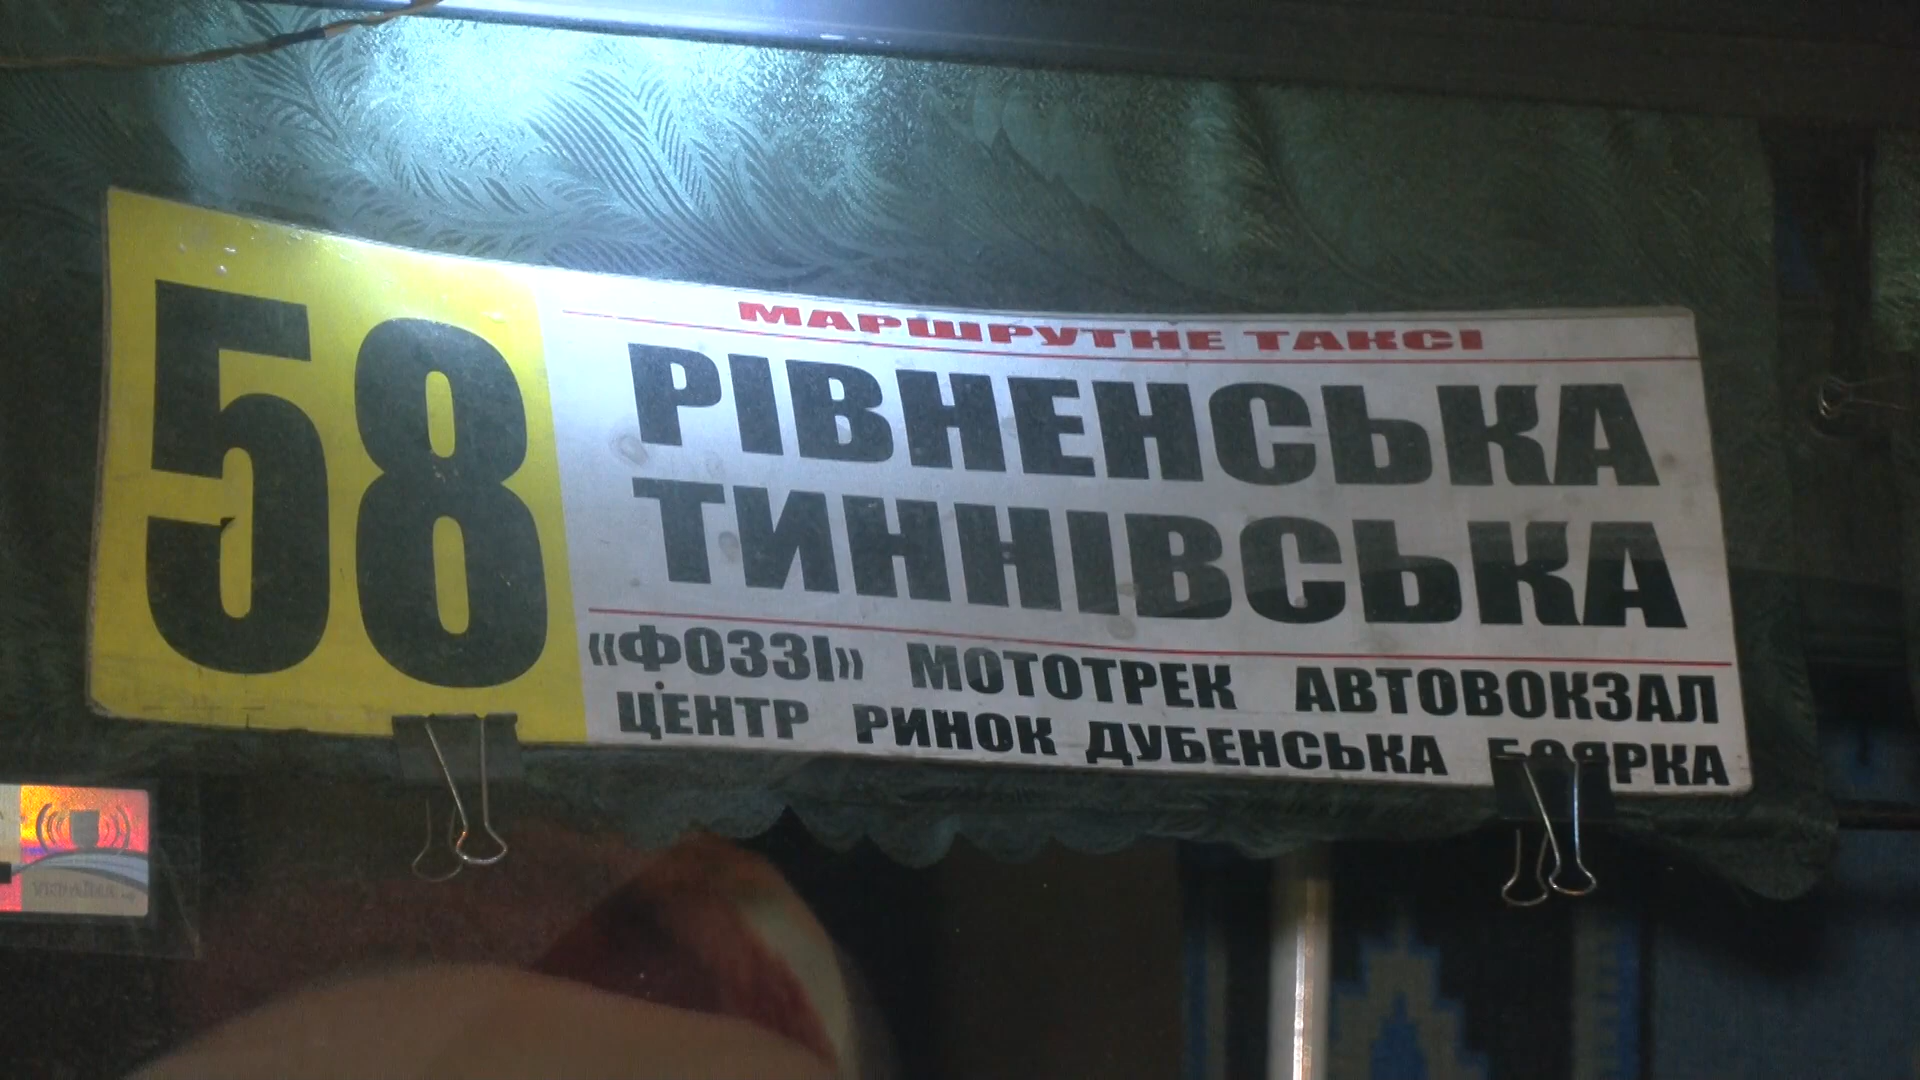 58
МАРШРУТНЕ ТАКСІ
РІВНЕНСЬКА
ТИННІВСЬКА
«ФОЗЗІ» МОТОТРЕК АВТОВОКЗАЛ
ЦЕНТР РИНОК ДУБЕНСЬКА БОЯРКА